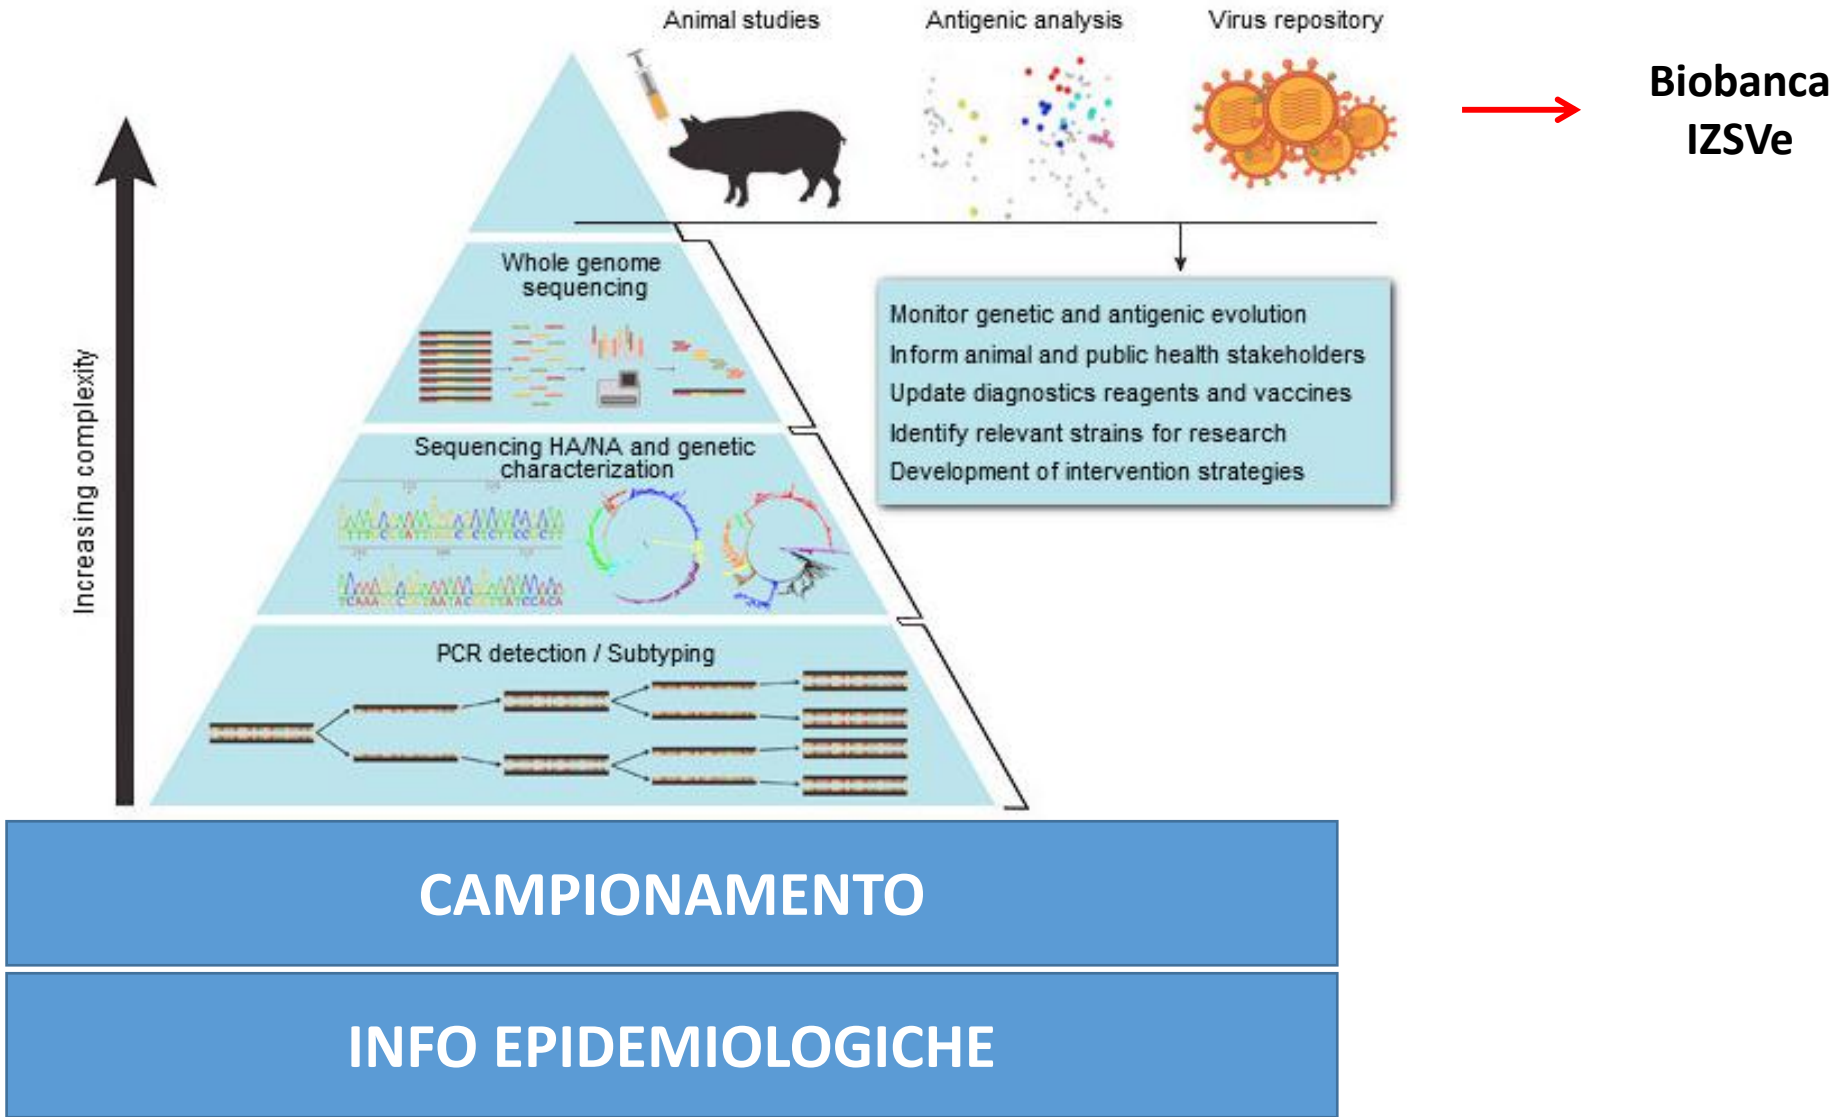 Animal studies
Antigenic analysis
Virus repository
Biobanca
IZSVe
Increasing complexity
Whole genome
sequencing
Monitor genetic and antigenic evolution
Inform animal and public health stakeholders
Update diagnostics reagents and vaccines
Identify relevant strains for research
Development of intervention strategies
Sequencing HA/NA and genetic
characterization
PCR detection / Subtyping
CAMPIONAMENTO
INFO EPIDEMIOLOGICHE